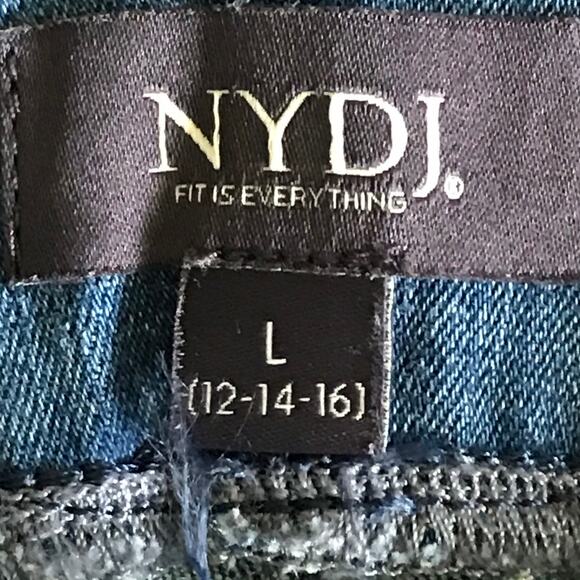 NYDJ®
FIT IS EVERYTHING
L
(12-14-16)